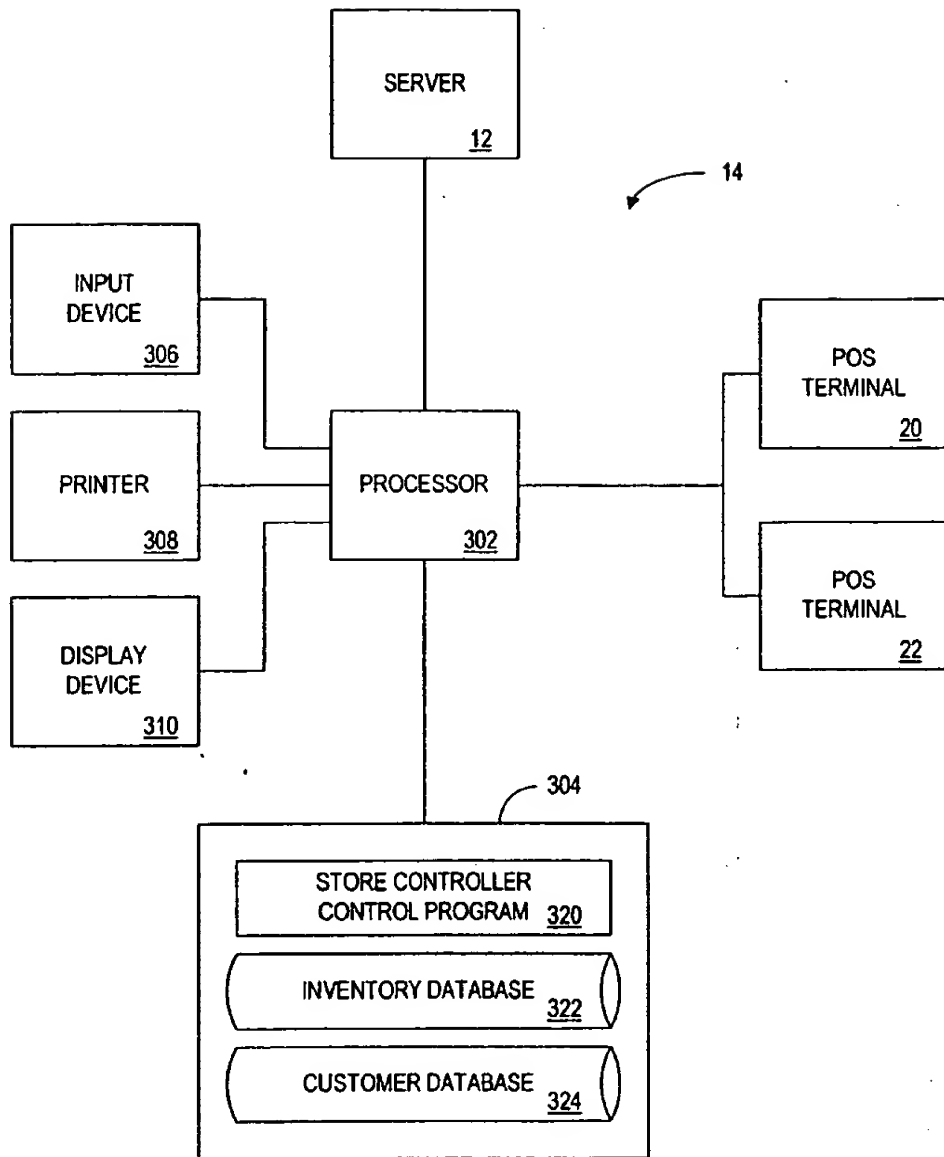 SERVER
12
14
INPUT
DEVICE
306
POS
TERMINAL
20
PRINTER
308
PROCESSOR
302
POS
TERMINAL
22
DISPLAY
DEVICE
310
304
STORE CONTROLLER
CONTROL PROGRAM 320
INVENTORY DATABASE 322
CUSTOMER DATABASE 324